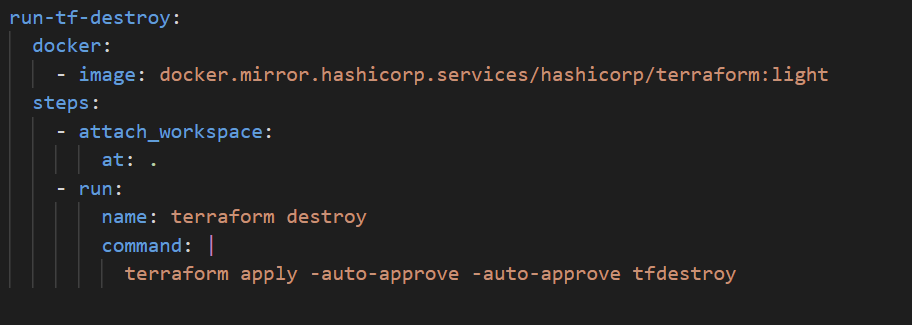 run-tf-destroy:
docker:
- image: docker.mirror.hashicorp.services/hashicorp/terraform:light
steps:
- attach_workspace:
at: .
- run:
name: terraform destroy
command: |
terraform apply -auto-approve -auto-approve tfdestroy